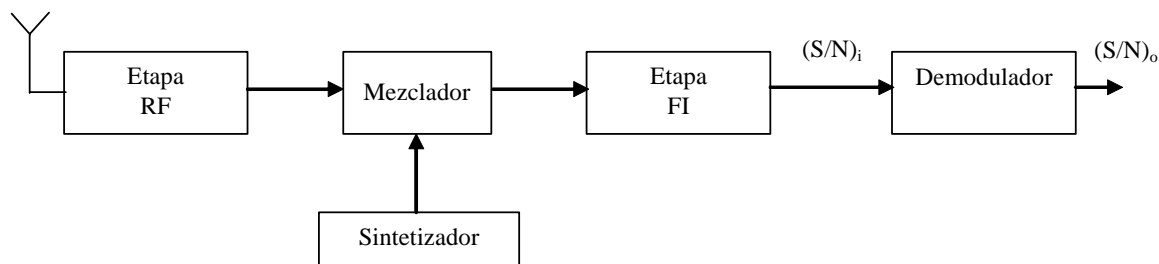 (S/N)i
(S/N)o
Etapa
RF
Mezclador
Etapa
FI
Demodulador
Sintetizador